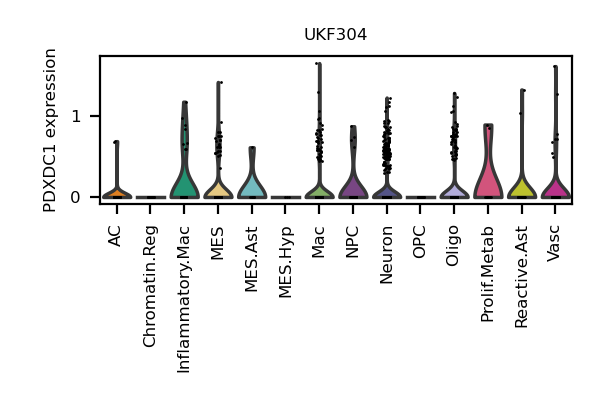 UKF304
PDXDC1 expression
1
0
AC
Chromatin.Reg
Inflammatory.Mac
MES
MES.Ast
MES.Hyp
Mac
NPC
Neuron
OPC
Oligo
Prolif.Metab
Reactive.Ast
Vasc